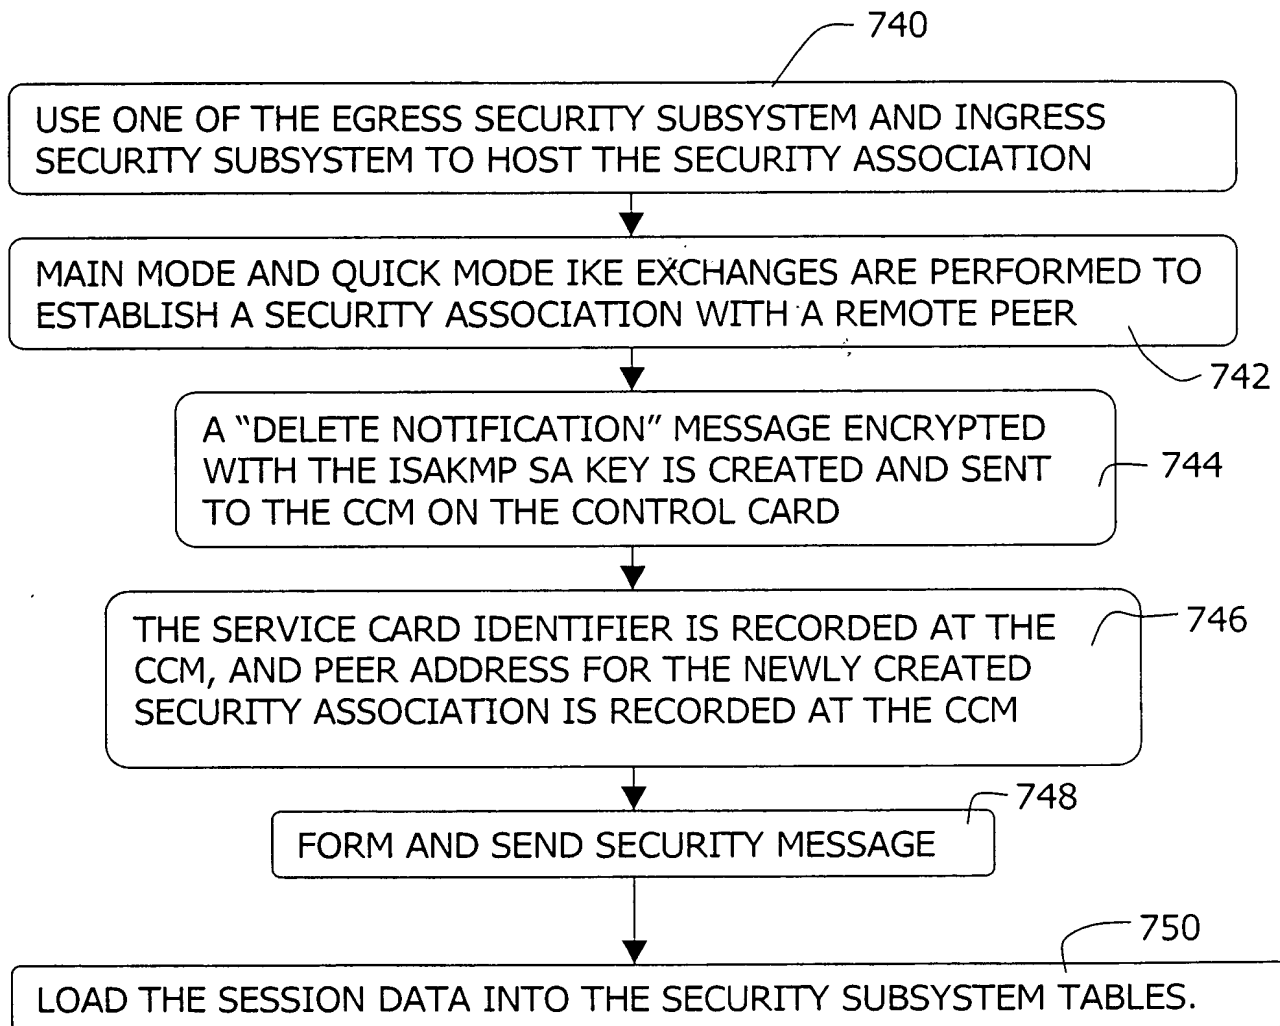 740
USE ONE OF THE EGRESS SECURITY SUBSYSTEM AND INGRESS
SECURITY SUBSYSTEM TO HOST THE SECURITY ASSOCIATION
MAIN MODE AND QUICK MODE IKE EXCHANGES ARE PERFORMED TO
ESTABLISH A SECURITY ASSOCIATION WITH A REMOTE PEER
742
A “DELETE NOTIFICATION” MESSAGE ENCRYPTED
WITH THE ISAKMP SA KEY IS CREATED AND SENT
TO THE CCM ON THE CONTROL CARD
744
THE SERVICE CARD IDENTIFIER IS RECORDED AT THE
CCM, AND PEER ADDRESS FOR THE NEWLY CREATED
SECURITY ASSOCIATION IS RECORDED AT THE CCM
746
748
FORM AND SEND SECURITY MESSAGE
750
LOAD THE SESSION DATA INTO THE SECURITY SUBSYSTEM TABLES.